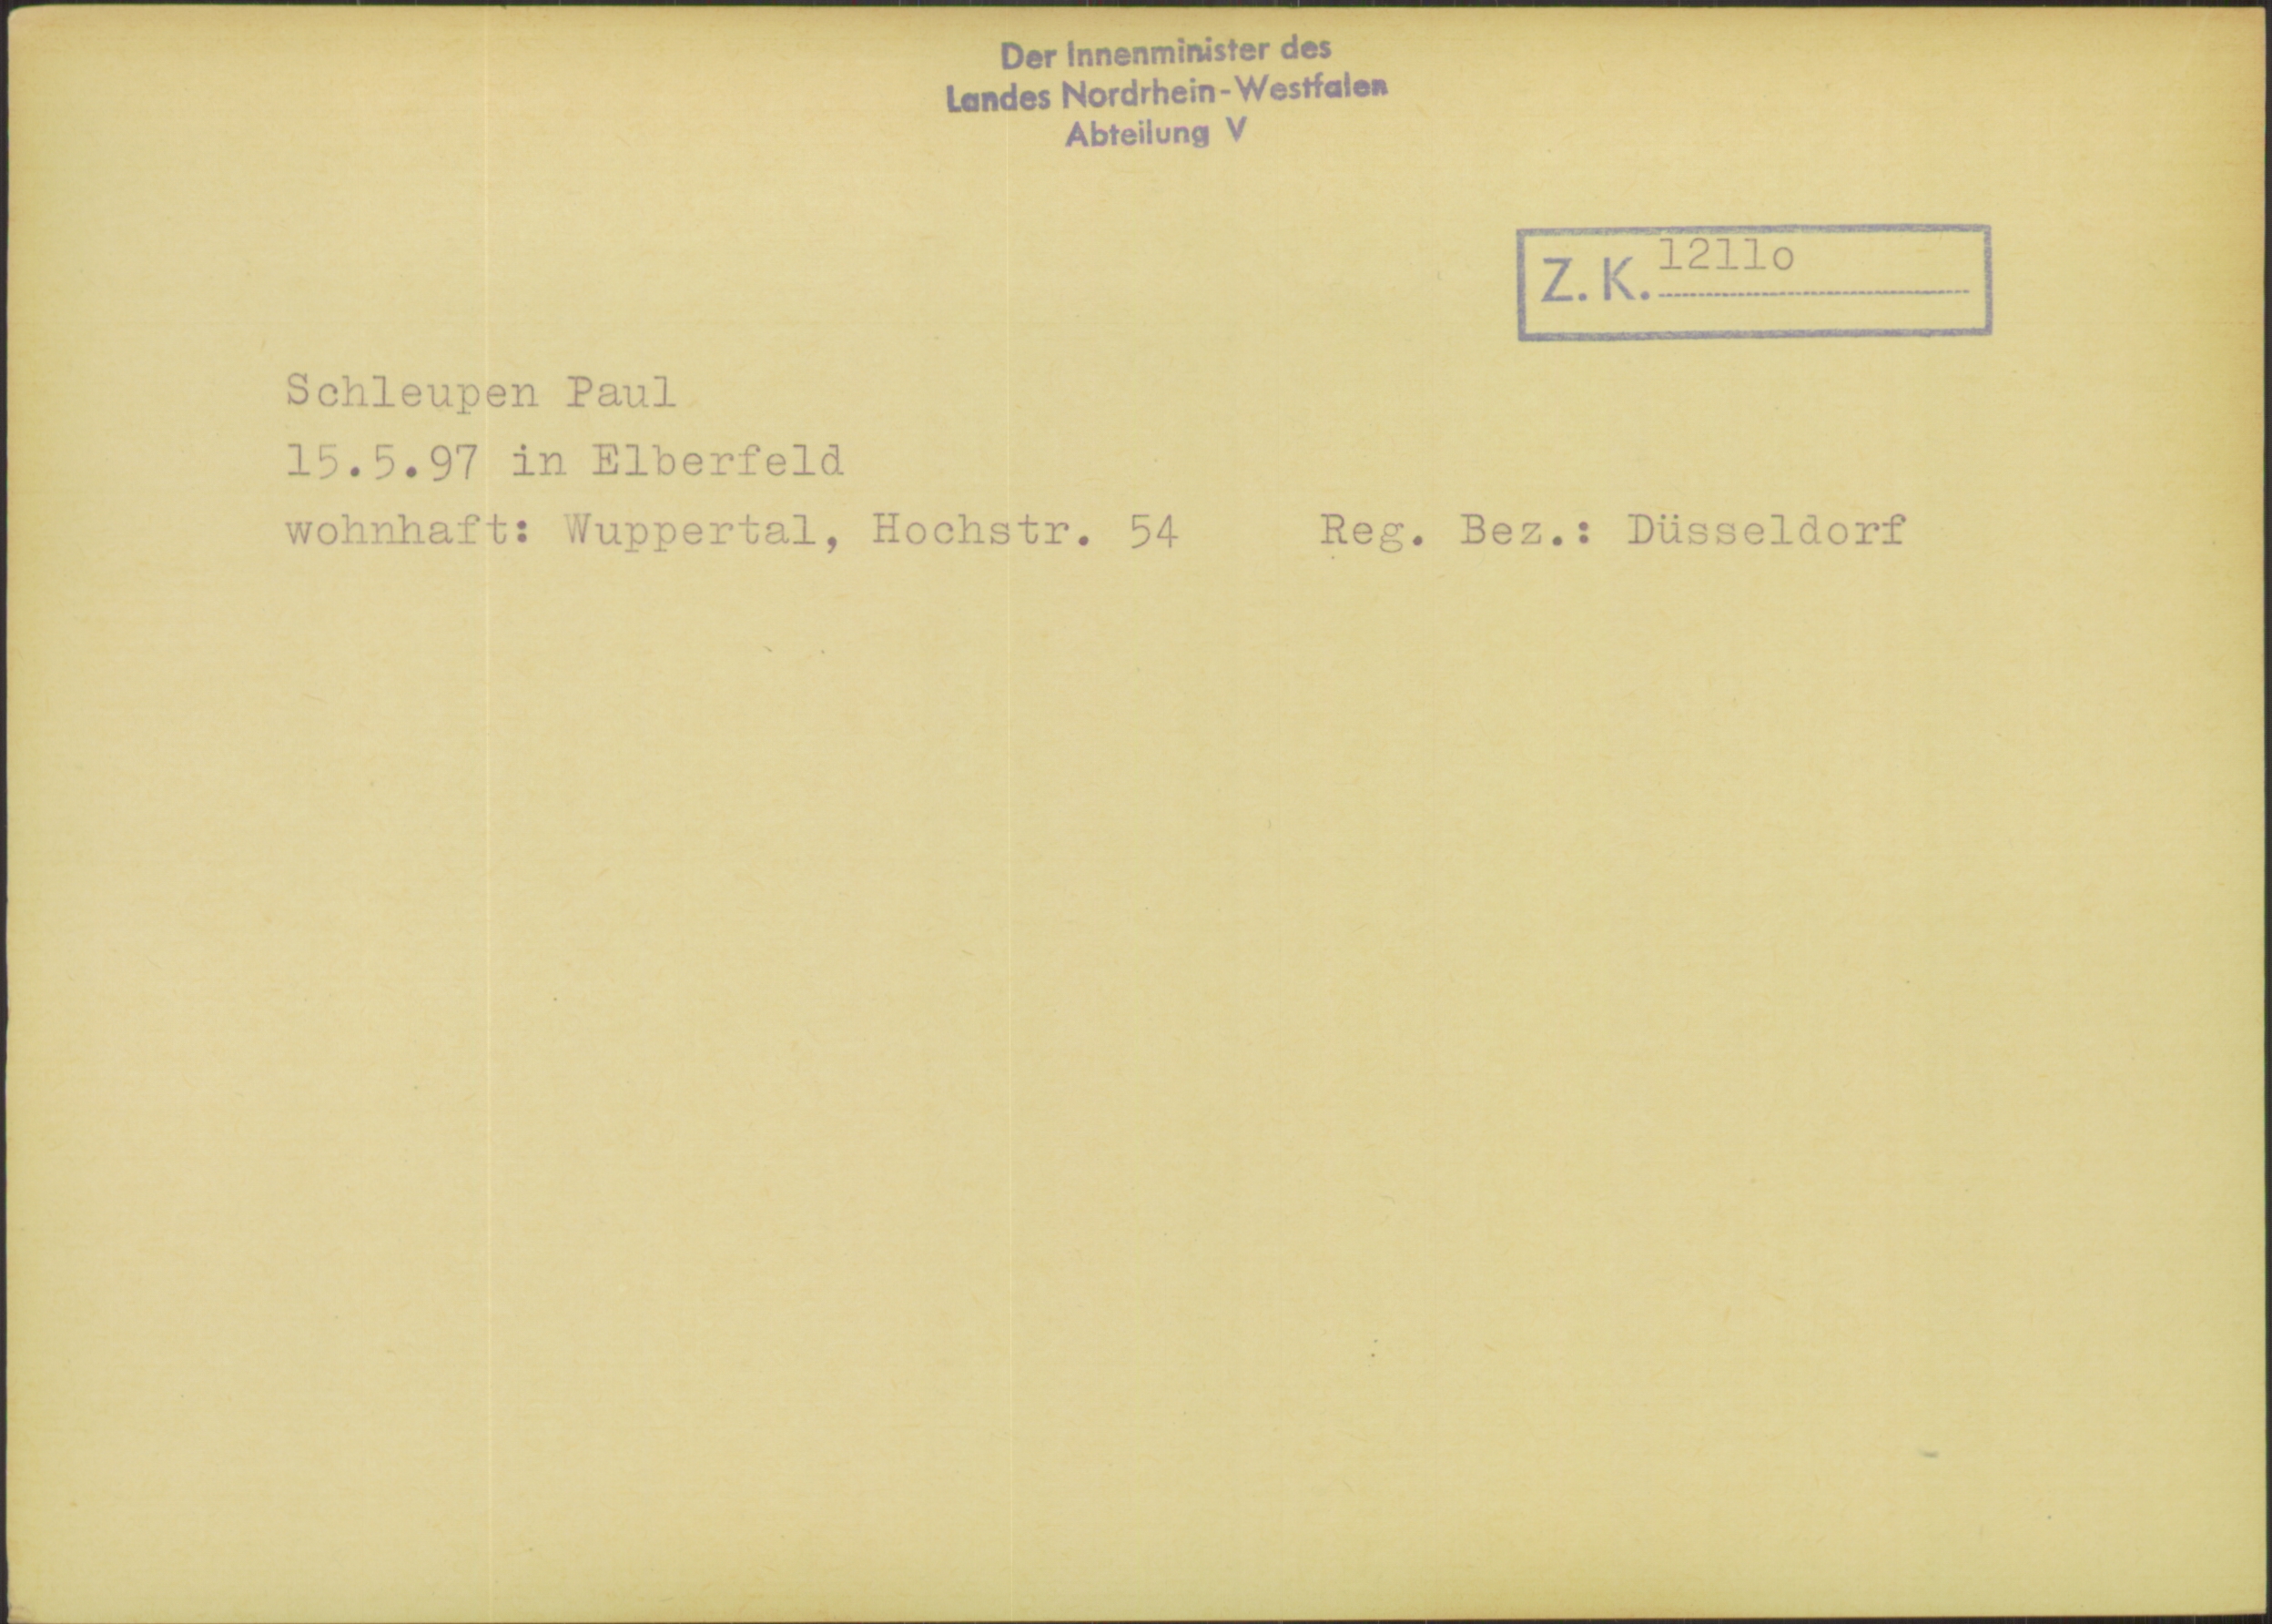 Der Innenminister des
Landes Nordrhein-Westfalen
Abteilung V
Z. K. 1211o
Schleupen Paul
15.5.97 in Elberfeld
wohnhaft: Wuppertal, Hochstr. 54 Reg. Bez.: Düsseldorf